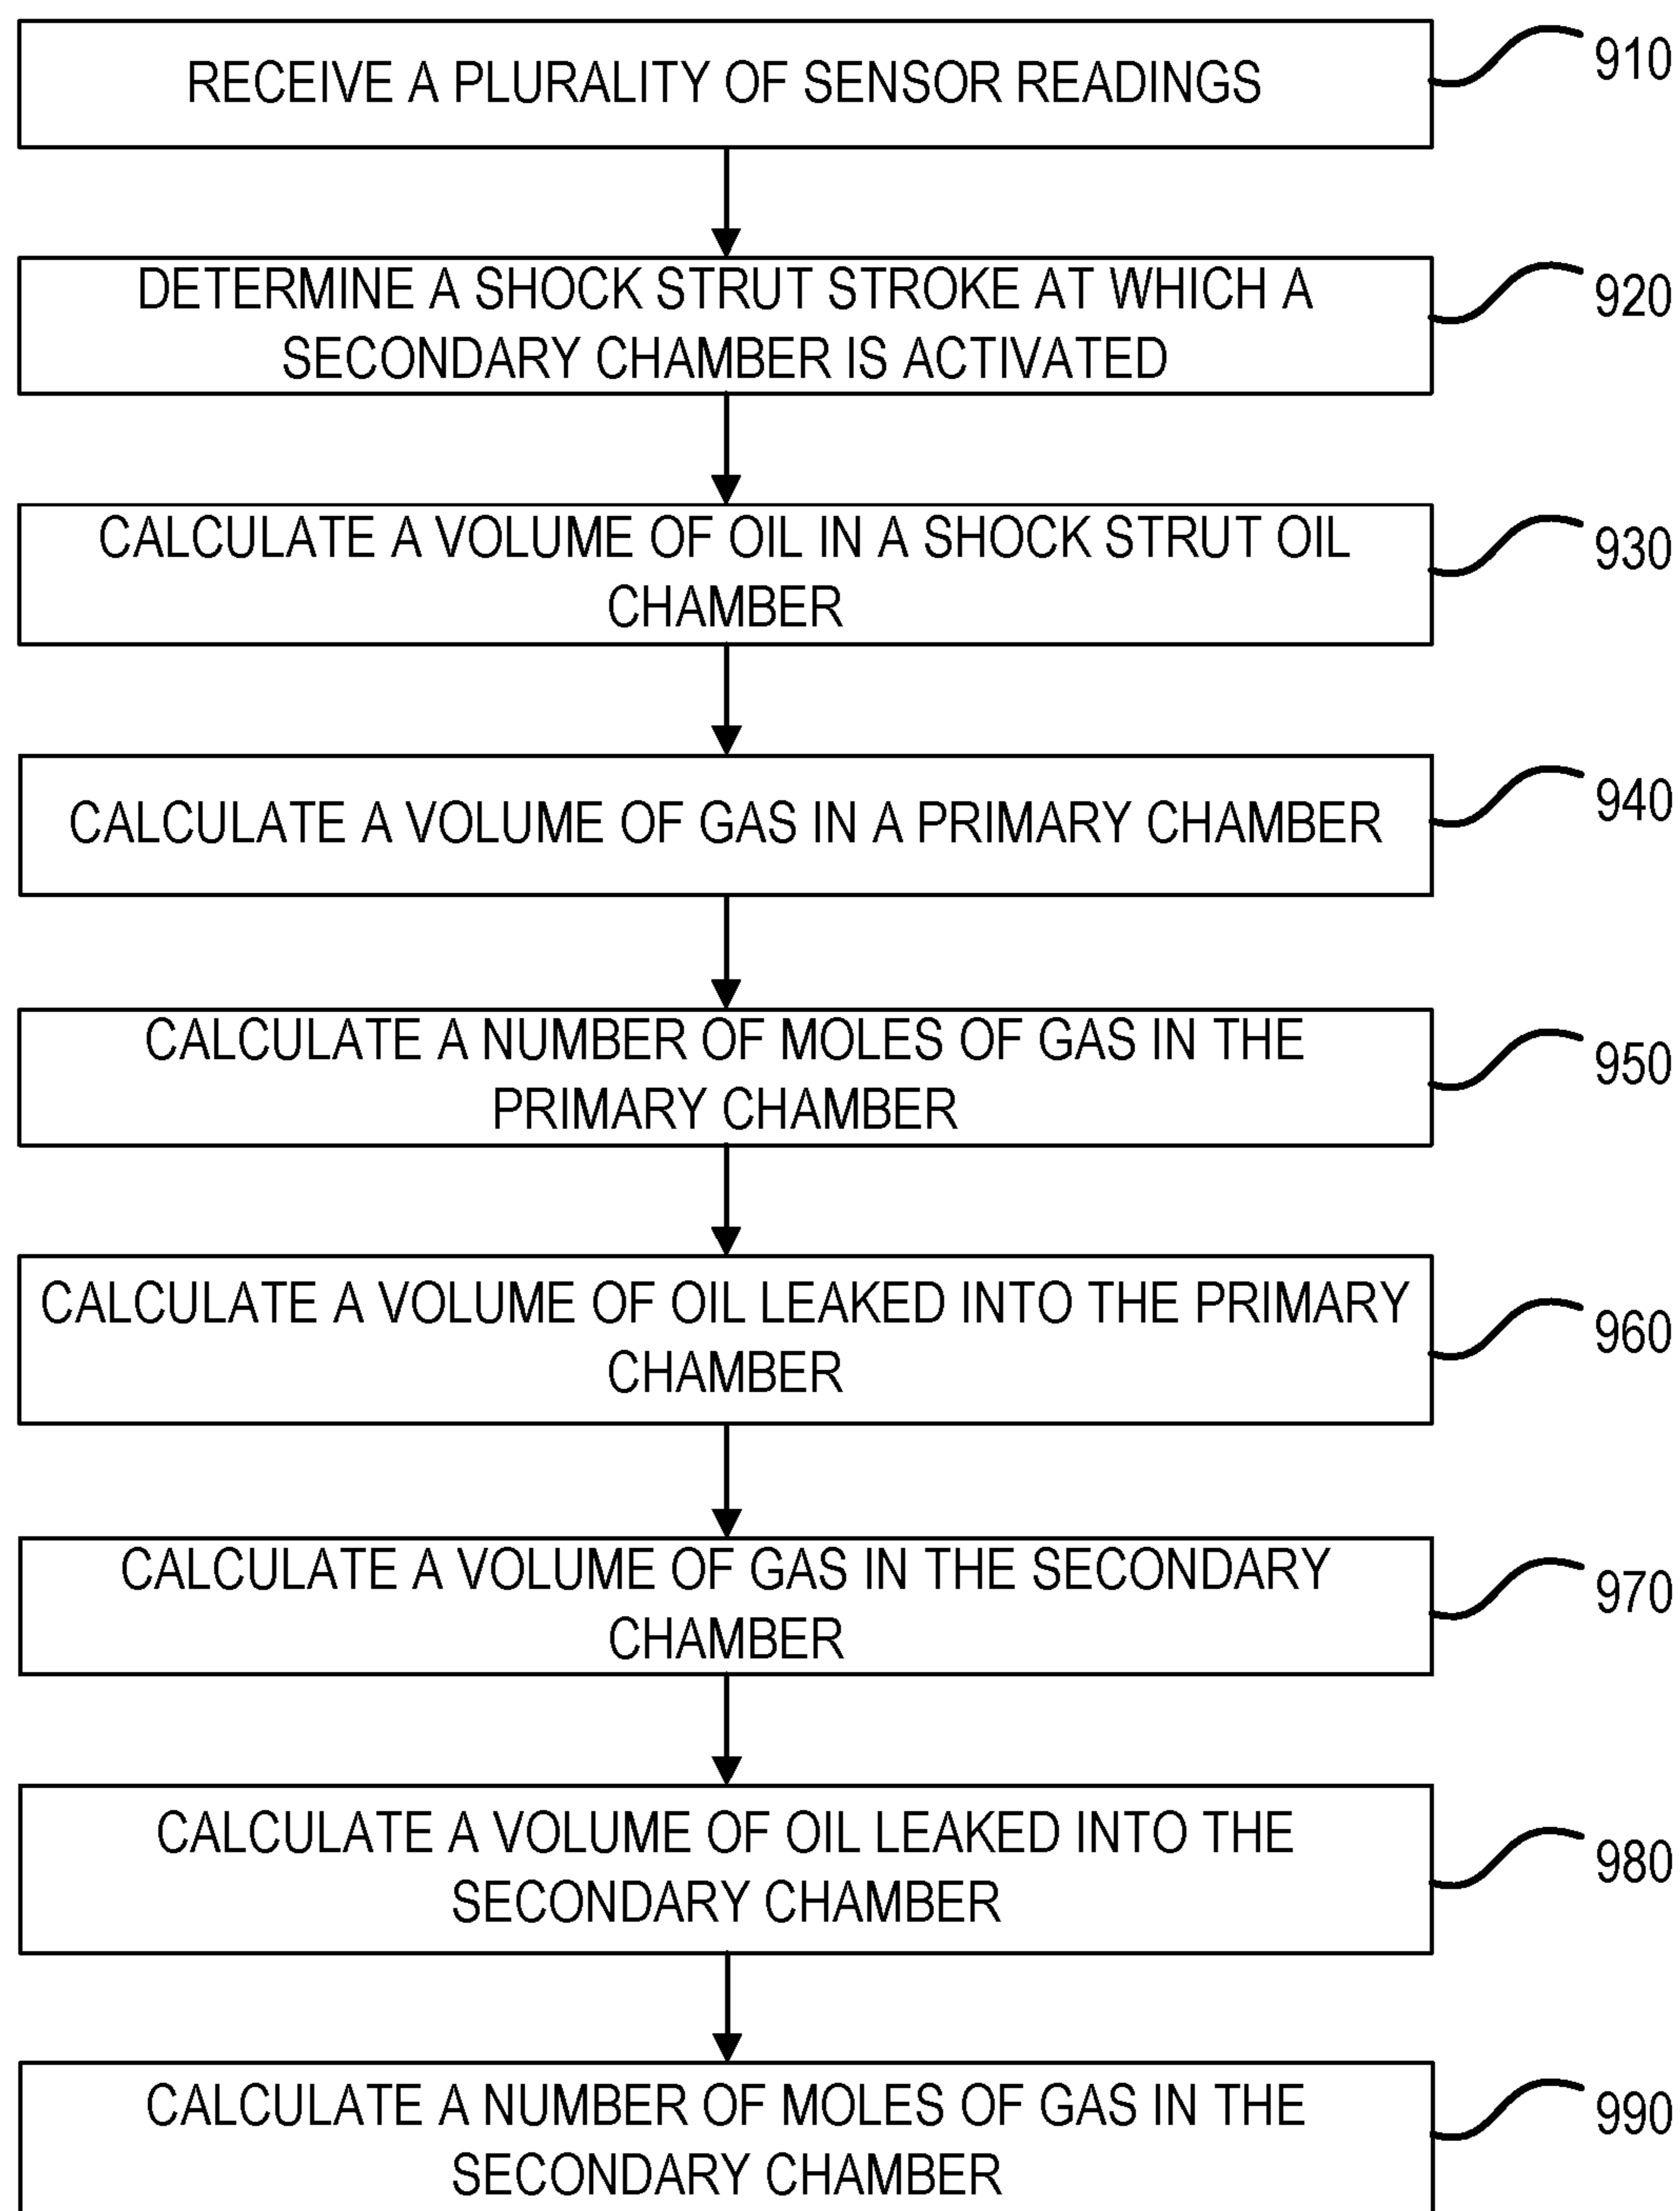 RECEIVE A PLURALITY OF SENSOR READINGS
910
DETERMINE A SHOCK STRUT STROKE AT WHICH A
SECONDARY CHAMBER IS ACTIVATED
920
CALCULATE A VOLUME OF OIL IN A SHOCK STRUT OIL
CHAMBER
930
CALCULATE A VOLUME OF GAS IN A PRIMARY CHAMBER
940
CALCULATE A NUMBER OF MOLES OF GAS IN THE
PRIMARY CHAMBER
950
CALCULATE A VOLUME OF OIL LEAKED INTO THE PRIMARY
CHAMBER
960
CALCULATE A VOLUME OF GAS IN THE SECONDARY
CHAMBER
970
CALCULATE A VOLUME OF OIL LEAKED INTO THE
SECONDARY CHAMBER
980
CALCULATE A NUMBER OF MOLES OF GAS IN THE
SECONDARY CHAMBER
990